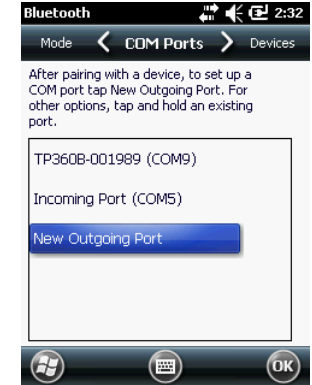 Bluetooth 2:32
Mode COM Ports Devices
After pairing with a device, to set up a
COM port tap New Outgoing Port. For
other options, tap and hold an existing
port.
TP360B-001989 (COM9)
Incoming Port (COM5)
New Outgoing Port
OK